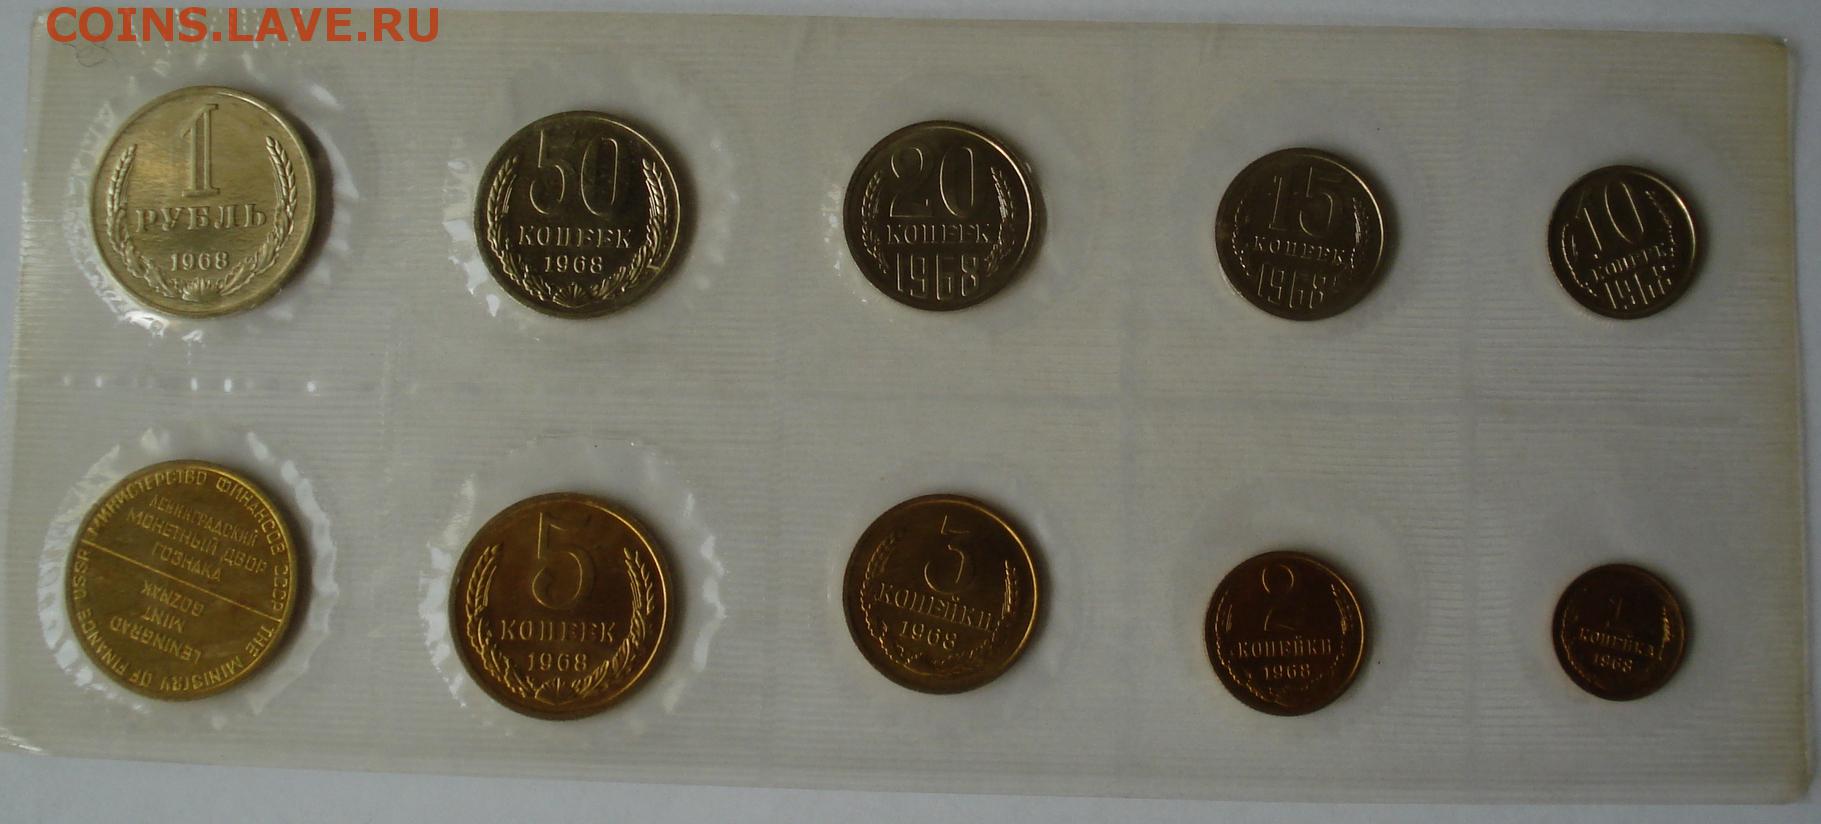 COINS.LAVE.RU
1
РУБЛЬ
1968
50
КОПЕЕК
1968
20
КОПЕЕК
1968
15
КОПЕЕК
1968
10
КОПЕЕК
1968
МИНИСТЕРСТВО ФИНАНСОВ СССР
ЛЕНИНГРАДСКИЙ
МОНЕТНЫЙ ДВОР
ГОЗНАКА
THE MINISTRY OF FINANCE USSR
LENINGRAD
MINT
GOZNAK
5
КОПЕЕК
1968
3
КОПЕЙКИ
1968
2
КОПЕЙКИ
1968
1
КОПЕЙКА
1968